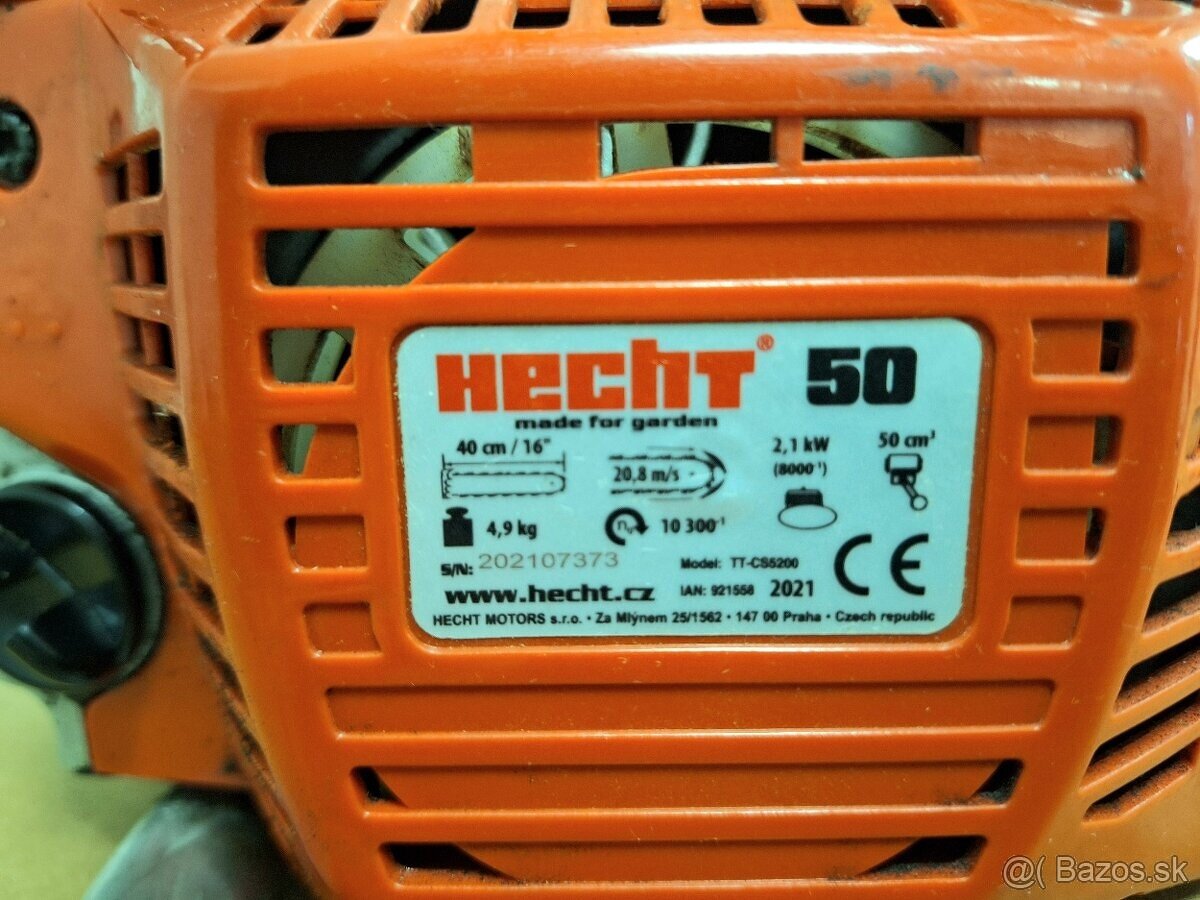 HECHT® 50
made for garden
40 cm / 16" 20,8 m/s 2,1 kW 50 cm³
(8000⁻¹)
4,9 kg n₀ 10 300⁻¹
S/N: 202107373 Model: TT-CS5200 CE
www.hecht.cz IAN: 921558 2021
HECHT MOTORS s.r.o. • Za Mlýnem 25/1562 • 147 00 Praha • Czech republic
@( Bazos.sk